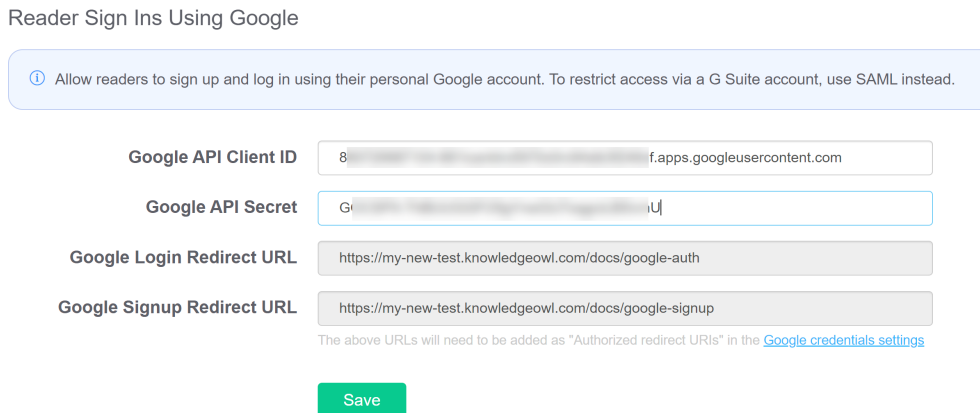 Reader Sign Ins Using Google
Allow readers to sign up and log in using their personal Google account. To restrict access via a G Suite account, use SAML instead.
Google API Client ID 8 f.apps.googleusercontent.com
Google API Secret G U
Google Login Redirect URL https://my-new-test.knowledgeowl.com/docs/google-auth
Google Signup Redirect URL https://my-new-test.knowledgeowl.com/docs/google-signup
The above URLs will need to be added as "Authorized redirect URIs" in the Google credentials settings
Save